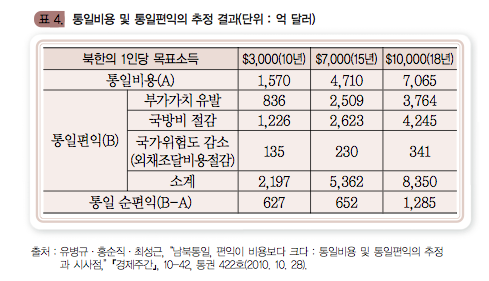 표 4. 통일비용 및 통일편익의 추정 결과(단위 : 억 달러)
북한의 1인당 목표소득 $3,000(10년) $7,000(15년) $10,000(18년)
통일비용(A) 1,570 4,710 7,065
통일편익(B) 부가가치 유발 836 2,509 3,764
국방비 절감 1,226 2,623 4,245
국가위험도 감소
(외채조달비용절감) 135 230 341
소계 2,197 5,362 8,350
통일 순편익(B-A) 627 652 1,285
출처 : 유병규·홍순직·최성근, "남북통일, 편익이 비용보다 크다 : 통일비용 및 통일편익의 추정
과 시사점," 『경제주간』, 10-42, 통권 422호(2010. 10. 28).